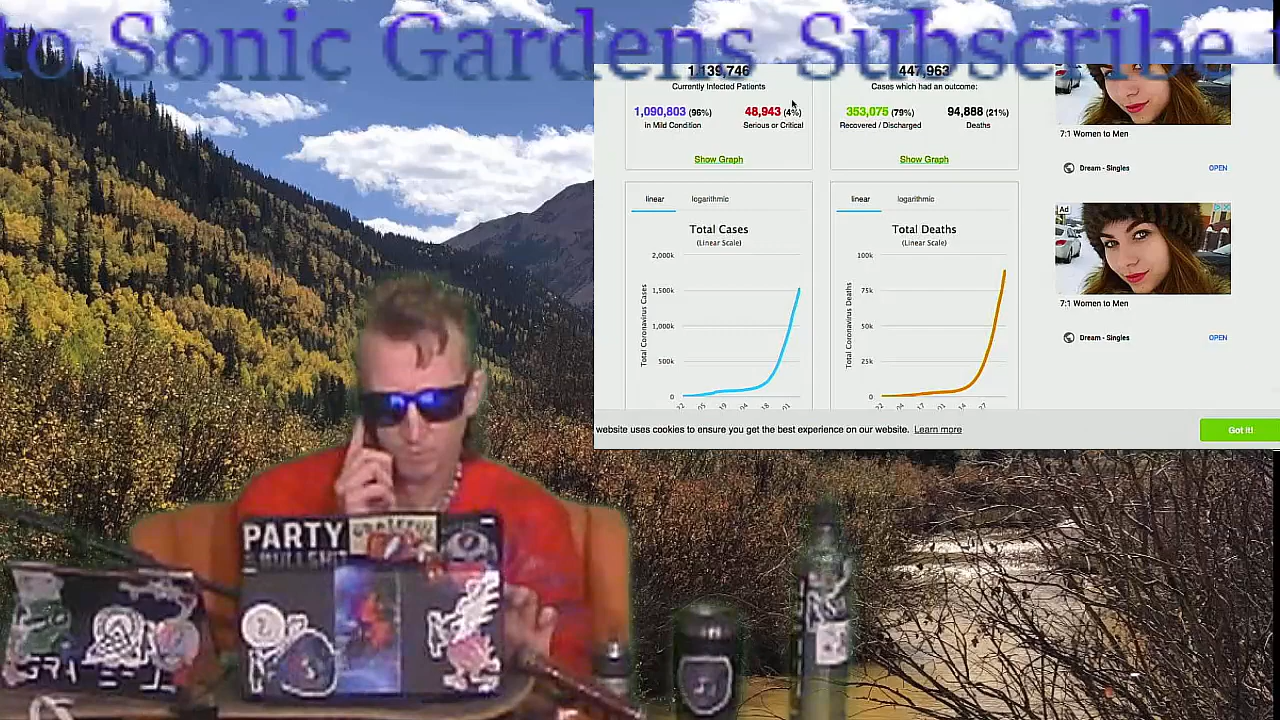 to Sonic Gardens Subscribe
1,139,746
Currently Infected Patients
1,090,803 (96%)
in Mild Condition
48,943 (4%)
Serious or Critical
Show Graph
447,963
Cases which had an outcome:
353,075 (79%)
Recovered / Discharged
94,888 (21%)
Deaths
Show Graph
7:1 Women to Men
Dream - Singles
OPEN
linear
logarithmic
Total Cases
(Linear Scale)
2,000k
1,500k
1,000k
500k
0
Total Coronavirus Cases
linear
logarithmic
Total Deaths
(Linear Scale)
100k
75k
50k
25k
0
Total Coronavirus Deaths
Ad
7:1 Women to Men
Dream - Singles
OPEN
website uses cookies to ensure you get the best experience on our website. Learn more
Got it!
PARTY